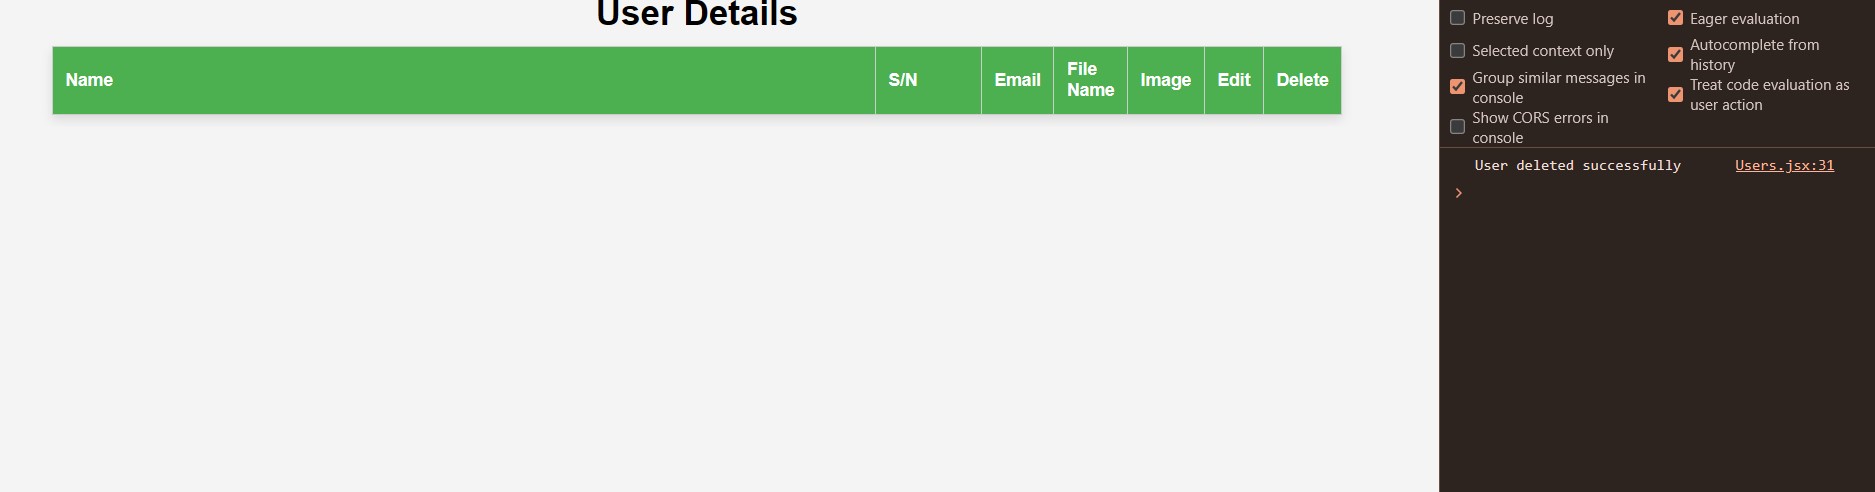 User Details
Name S/N Email File Name Image Edit Delete
Preserve log
Eager evaluation
Selected context only
Autocomplete from
history
Group similar messages in
console
Treat code evaluation as
user action
Show CORS errors in
console
User deleted successfully Users.jsx:31
>